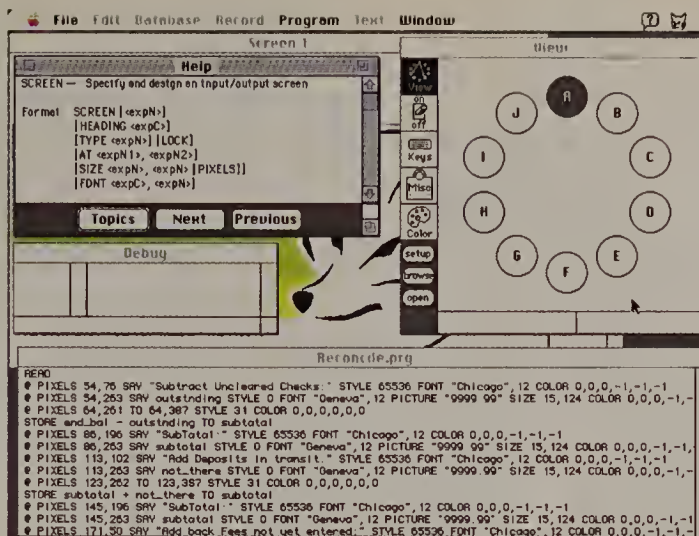 File Edit Database Record Program Text Window ?
Screen 1
Help
SCREEN — Specify and design an input/output screen
Format SCREEN [<expN>]
[HEADING <expC>]
[TYPE <expN>] [LOCK]
[AT <expN1>, <expN2>]
[SIZE <expN>, <expN> [PIXELS]]
[FONT <expC>, <expN>]
Topics Next Previous
Debug
View
View
on
off
Keys
Misc
Color
setup
browse
open
A
B
C
D
E
F
G
H
I
J
Reconcile.prg
READ
@ PIXELS 54,76 SAY "Subtract Uncleared Checks:" STYLE 65536 FONT "Chicago",12 COLOR 0,0,0,-1,-1,-1
@ PIXELS 54,263 SAY outstnding STYLE 0 FONT "Geneva",12 PICTURE "9999.99" SIZE 15,124 COLOR 0,0,0,-1,-
@ PIXELS 64,261 TO 64,387 STYLE 31 COLOR 0,0,0,0,0,0
STORE end_bal - outstnding TO subtotal
@ PIXELS 86,196 SAY "SubTotal:" STYLE 65536 FONT "Chicago",12 COLOR 0,0,0,-1,-1,-1
@ PIXELS 86,263 SAY subtotal STYLE 0 FONT "Geneva",12 PICTURE "9999.99" SIZE 15,124 COLOR 0,0,0,-1,-1,-
@ PIXELS 113,102 SAY "Add Deposits in transit." STYLE 65536 FONT "Chicago",12 COLOR 0,0,0,-1,-1,-1
@ PIXELS 113,263 SAY not_there STYLE 0 FONT "Geneva",12 PICTURE "9999.99" SIZE 15,124 COLOR 0,0,0,-1,-
@ PIXELS 123,262 TO 123,387 STYLE 31 COLOR 0,0,0,0,0,0
STORE subtotal + not_there TO subtotal
@ PIXELS 145,196 SAY "SubTotal:" STYLE 65536 FONT "Chicago",12 COLOR 0,0,0,-1,-1,-1
@ PIXELS 145,263 SAY subtotal STYLE 0 FONT "Geneva",12 PICTURE "9999.99" SIZE 15,124 COLOR 0,0,0,-1,-1,-
@ PIXELS 171,50 SAY "Add back Fees not yet entered:" STYLE 65536 FONT "Chicago",12 COLOR 0,0,0,-1,-1,-1